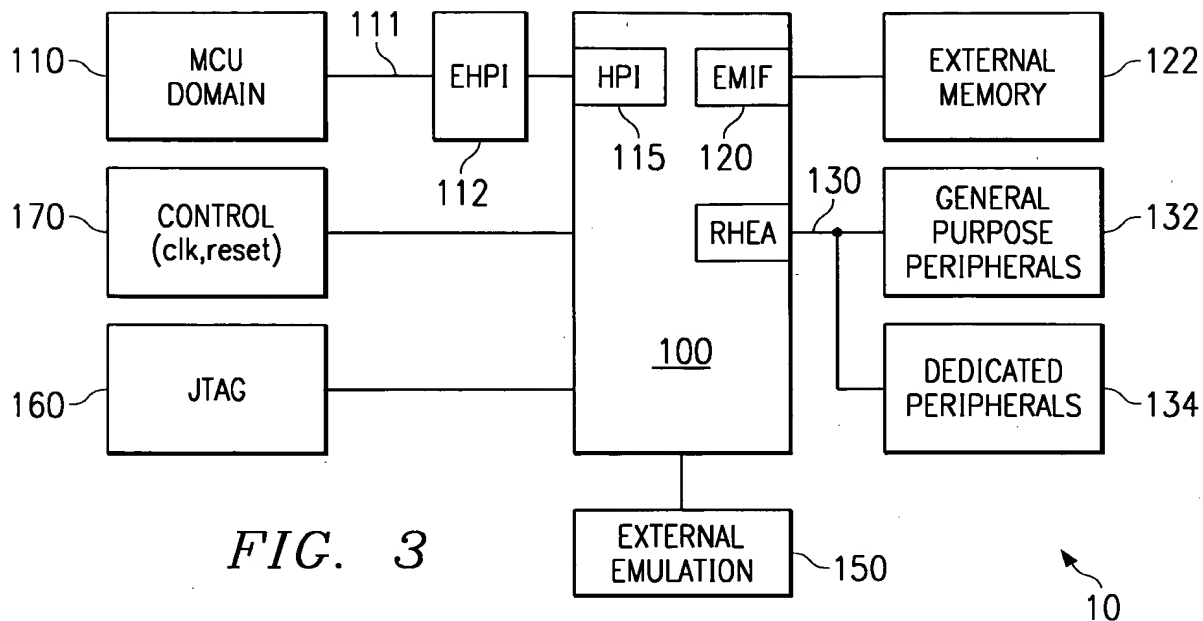 110
MCU
DOMAIN
111
EHPI
112
HPI
115
EMIF
120
EXTERNAL
MEMORY
122
170
CONTROL
(clk,reset)
RHEA
130
GENERAL
PURPOSE
PERIPHERALS
132
160
JTAG
100
DEDICATED
PERIPHERALS
134
EXTERNAL
EMULATION
150
FIG. 3
10